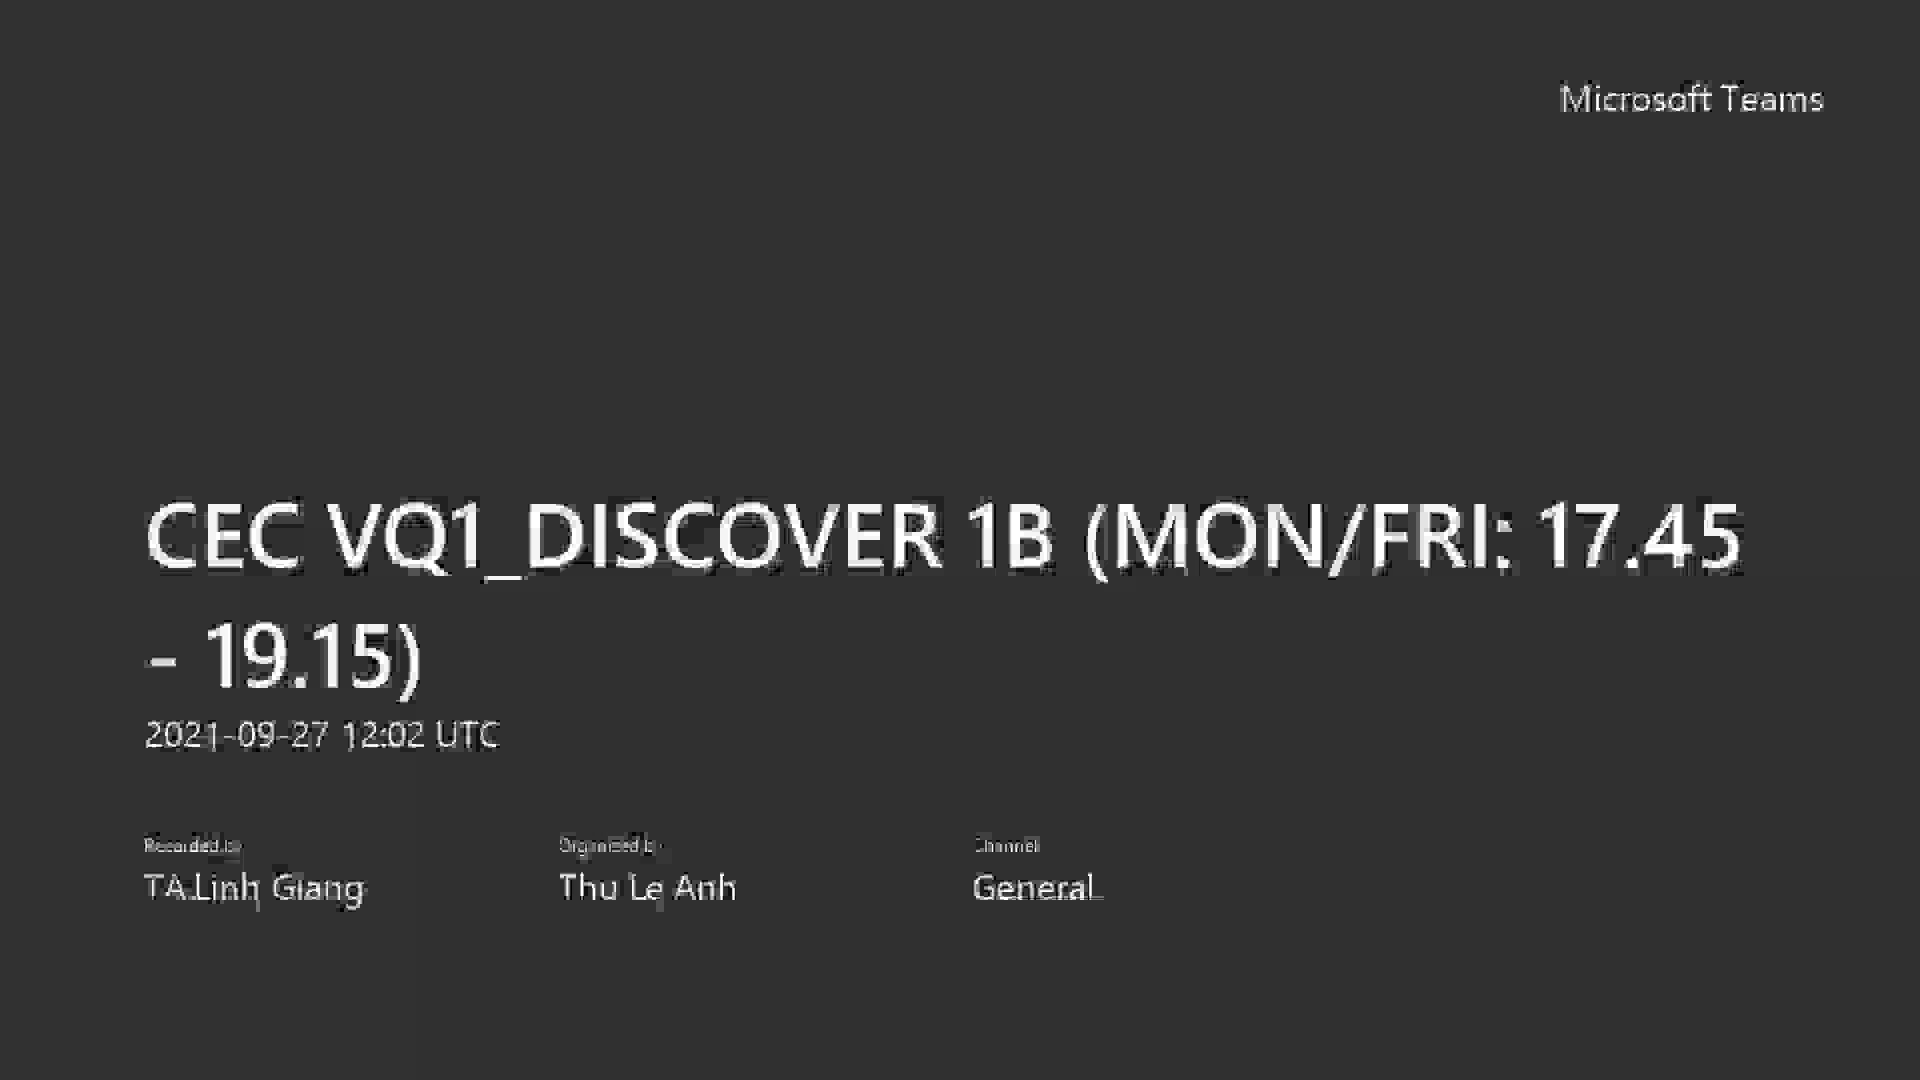 Microsoft Teams
CEC VQ1_DISCOVER 1B (MON/FRI: 17.45
- 19.15)
2021-09-27 12:02 UTC
Recorded by
Organized by
Channel
TA.Linh Giang
Thu Le Anh
General